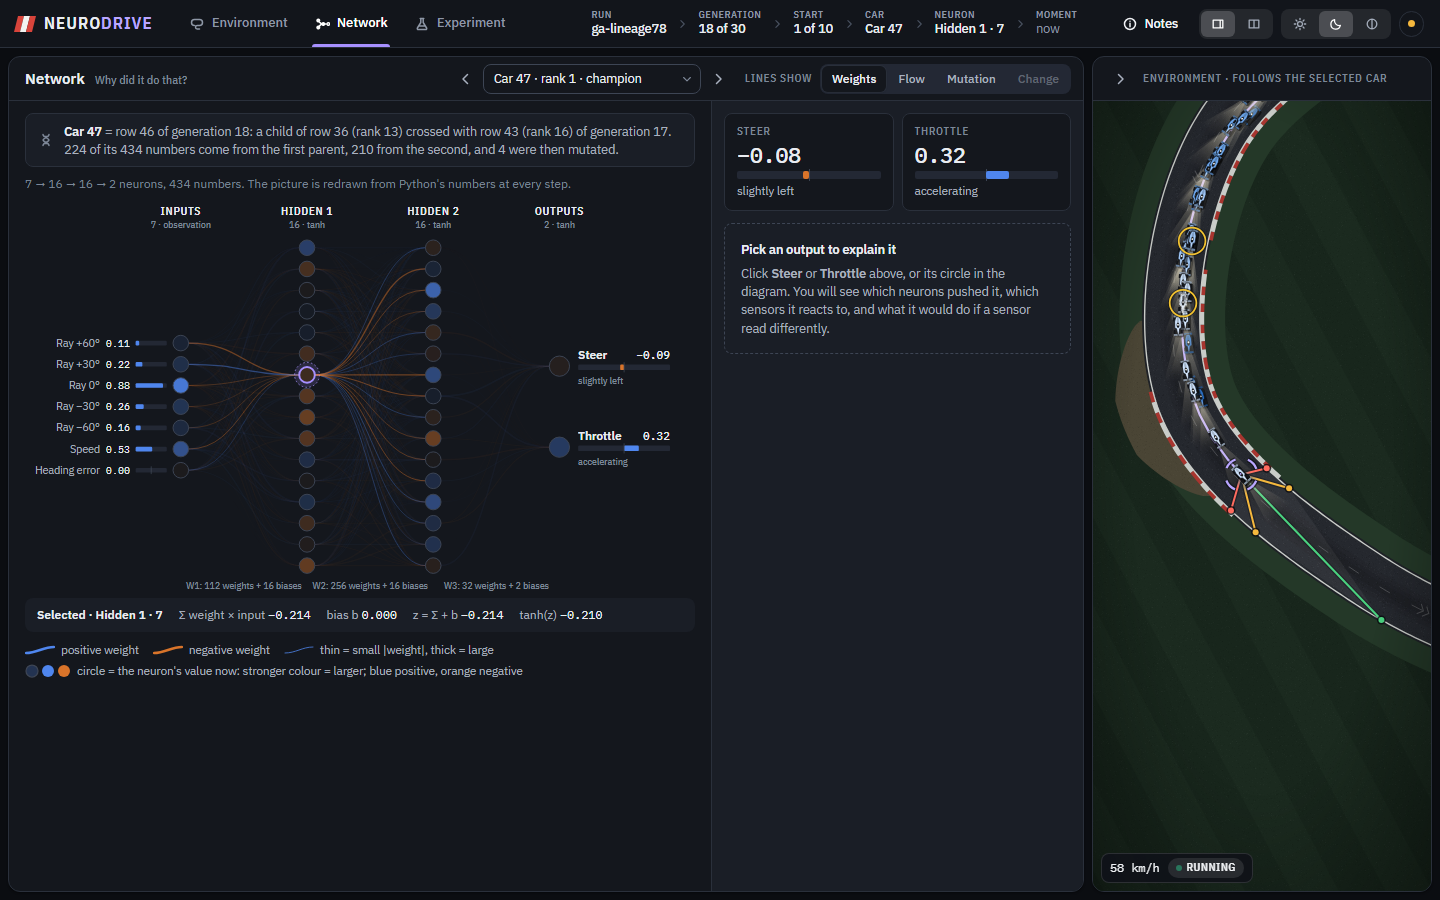 NEURODRIVE
Environment
Network
Experiment
RUN
ga-lineage78
GENERATION
18 of 30
START
1 of 10
CAR
Car 47
NEURON
Hidden 1 · 7
MOMENT
now
Notes
Network
Why did it do that?
Car 47 · rank 1 · champion
LINES SHOW
Weights
Flow
Mutation
Change
ENVIRONMENT · FOLLOWS THE SELECTED CAR
Car 47 = row 46 of generation 18: a child of row 36 (rank 13) crossed with row 43 (rank 16) of generation 17.
224 of its 434 numbers come from the first parent, 210 from the second, and 4 were then mutated.
7 → 16 → 16 → 2 neurons, 434 numbers. The picture is redrawn from Python's numbers at every step.
INPUTS
7 · observation
HIDDEN 1
16 · tanh
HIDDEN 2
16 · tanh
OUTPUTS
2 · tanh
Ray +60° 0.11
Ray +30° 0.22
Ray 0° 0.88
Ray −30° 0.26
Ray −60° 0.16
Speed 0.53
Heading error 0.00
Steer −0.09
slightly left
Throttle 0.32
accelerating
W1: 112 weights + 16 biases
W2: 256 weights + 16 biases
W3: 32 weights + 2 biases
Selected · Hidden 1 · 7
Σ weight × input −0.214
bias b 0.000
z = Σ + b −0.214
tanh(z) −0.210
positive weight
negative weight
thin = small |weight|, thick = large
circle = the neuron's value now: stronger colour = larger; blue positive, orange negative
STEER
−0.08
slightly left
THROTTLE
0.32
accelerating
Pick an output to explain it
Click Steer or Throttle above, or its circle in the
diagram. You will see which neurons pushed it, which
sensors it reacts to, and what it would do if a sensor
read differently.
58 km/h
RUNNING